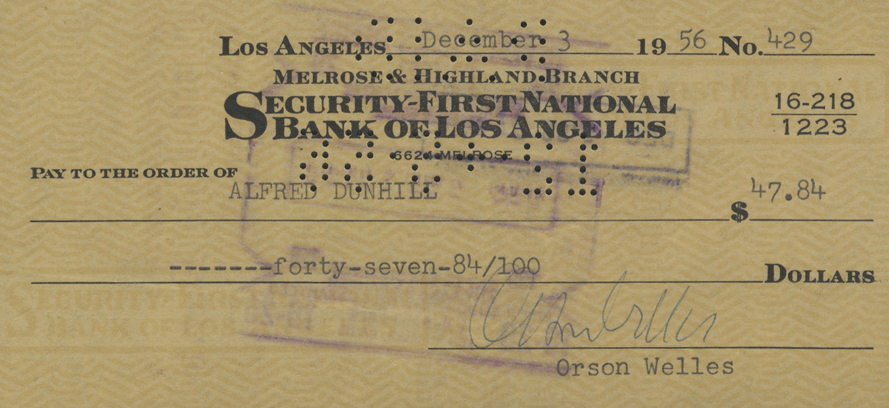 LOS ANGELES December 3 1956 No. 429
MELROSE & HIGHLAND BRANCH
SECURITY-FIRST NATIONAL
BANK OF LOS ANGELES
16-218
1223
6624 MELROSE
PAY TO THE ORDER OF
ALFRED DUNHILL $47.84
-------forty-seven-84/100 DOLLARS
Orson Welles
Orson Welles